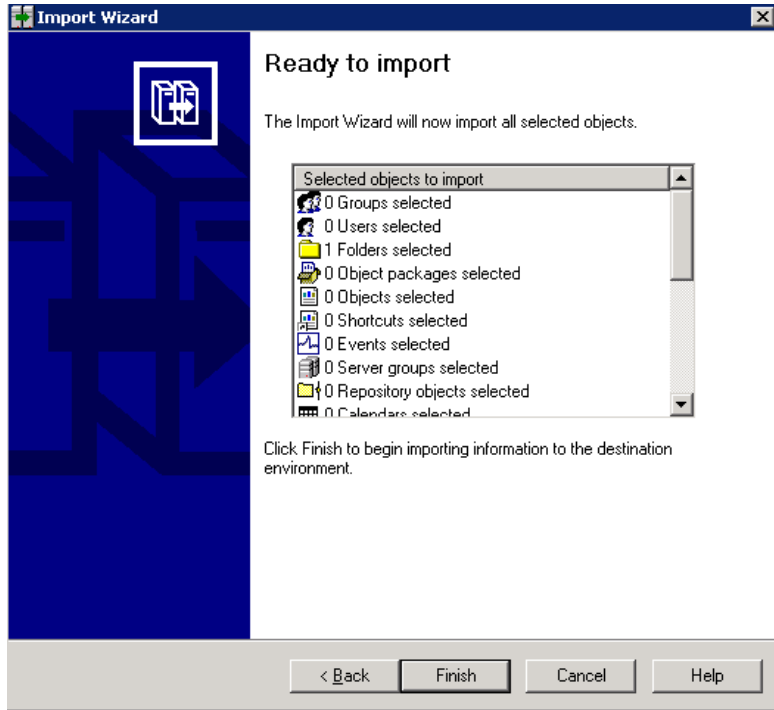 Import Wizard
Ready to import
The Import Wizard will now import all selected objects.
Selected objects to import
0 Groups selected
0 Users selected
1 Folders selected
0 Object packages selected
0 Objects selected
0 Shortcuts selected
0 Events selected
0 Server groups selected
0 Repository objects selected
0 Calendars selected
Click Finish to begin importing information to the destination
environment.
< Back Finish Cancel Help